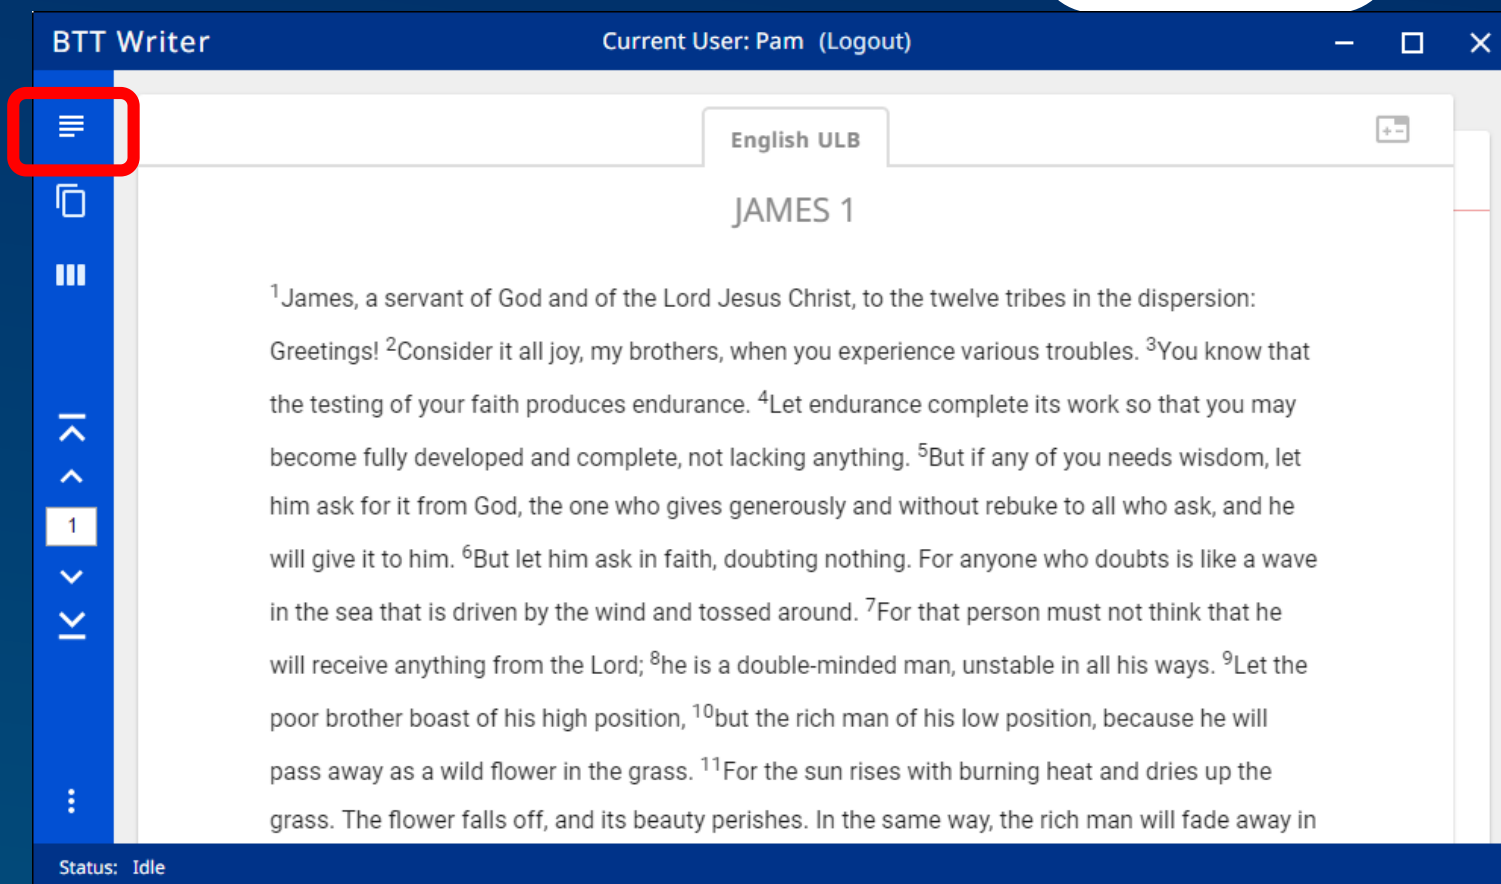 BTT Writer
Current User: Pam (Logout)
English ULB
JAMES 1
1James, a servant of God and of the Lord Jesus Christ, to the twelve tribes in the dispersion:
Greetings! 2Consider it all joy, my brothers, when you experience various troubles. 3You know that
the testing of your faith produces endurance. 4Let endurance complete its work so that you may
become fully developed and complete, not lacking anything. 5But if any of you needs wisdom, let
him ask for it from God, the one who gives generously and without rebuke to all who ask, and he
will give it to him. 6But let him ask in faith, doubting nothing. For anyone who doubts is like a wave
in the sea that is driven by the wind and tossed around. 7For that person must not think that he
will receive anything from the Lord; 8he is a double-minded man, unstable in all his ways. 9Let the
poor brother boast of his high position, 10but the rich man of his low position, because he will
pass away as a wild flower in the grass. 11For the sun rises with burning heat and dries up the
grass. The flower falls off, and its beauty perishes. In the same way, the rich man will fade away in
1
Status: Idle